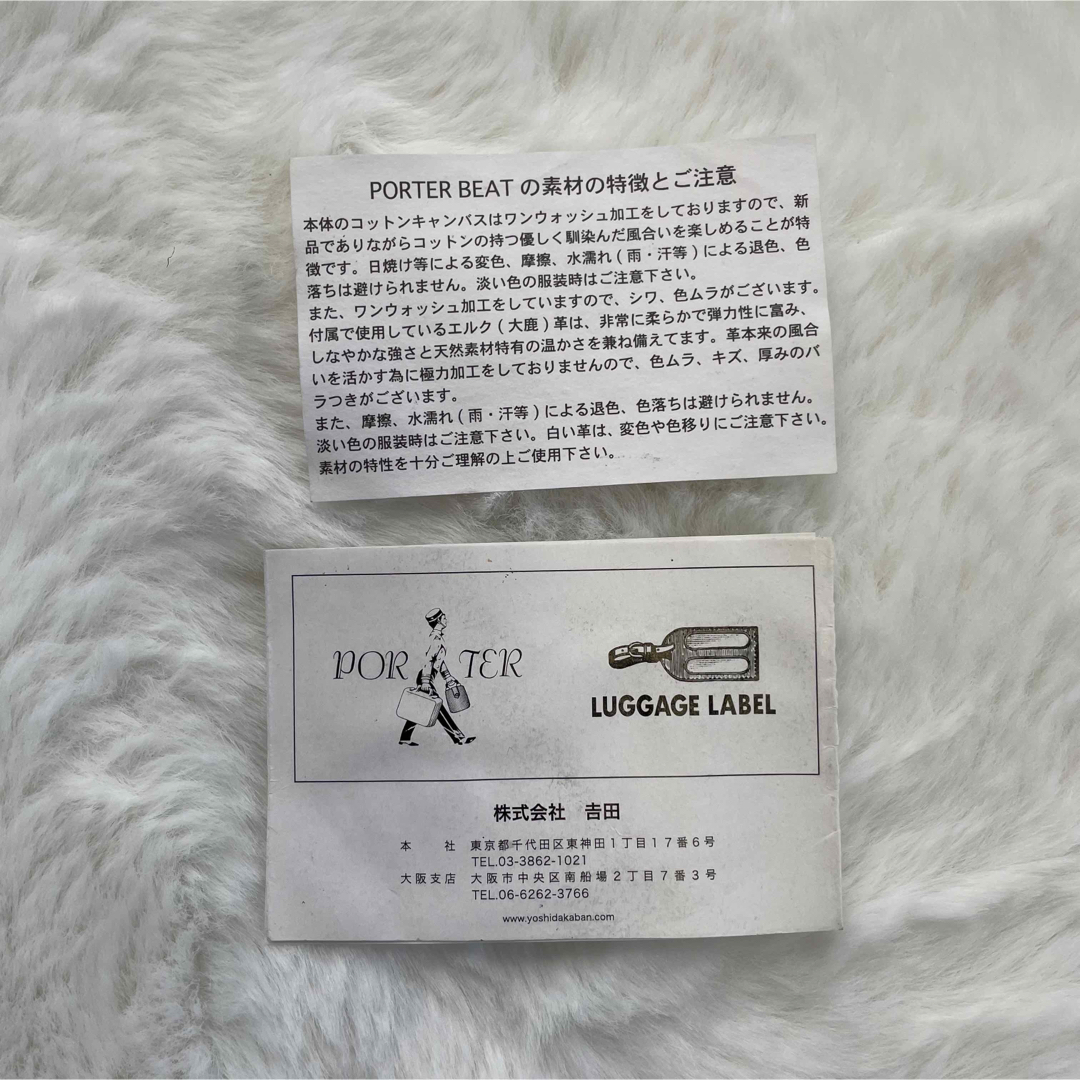 PORTER BEAT の素材の特徴とご注意
本体のコットンキャンバスはワンウォッシュ加工をしておりますので、新
品でありながらコットンの持つ優しく馴染んだ風合いを楽しめることが特
徴です。日焼け等による変色、摩擦、水濡れ(雨・汗等)による退色、色
落ちは避けられません。淡い色の服装時はご注意下さい。
また、ワンウォッシュ加工をしていますので、シワ、色ムラがございます。
付属で使用しているエルク(大鹿)革は、非常に柔らかで弾力性に富み、
しなやかな強さと天然素材特有の温かさを兼ね備えてます。革本来の風合
いを活かす為に極力加工をしておりませんので、色ムラ、キズ、厚みのバ
ラつきがございます。
また、摩擦、水濡れ(雨・汗等)による退色、色落ちは避けられません。
淡い色の服装時はご注意下さい。白い革は、変色や色移りにご注意下さい。
素材の特性を十分ご理解の上ご使用下さい。
PORTER
LUGGAGE LABEL
株式会社 𠮷田
本 社 東京都千代田区東神田1丁目17番6号
TEL.03-3862-1021
大阪支店 大阪市中央区南船場2丁目7番3号
TEL.06-6262-3766
www.yoshidakaban.com